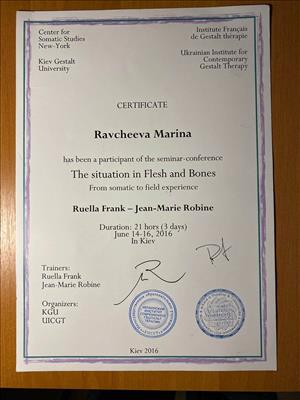 Center for
Somatic Studies
New-York
Kiev Gestalt
University
Institute Français
de Gestalt thérapie
Ukrainian Institute for
Contemporary
Gestalt Therapy
CERTIFICATE
Ravcheeva Marina
has been a participant of the seminar-conference
The situation in Flesh and Bones
From somatic to field experience
Ruella Frank – Jean-Marie Robine
Duration: 21 hors (3 days)
June 14-16, 2016
In Kiev
Trainers:
Ruella Frank
Jean-Marie Robine
Organizers:
KGU
UICGT
Kiev 2016